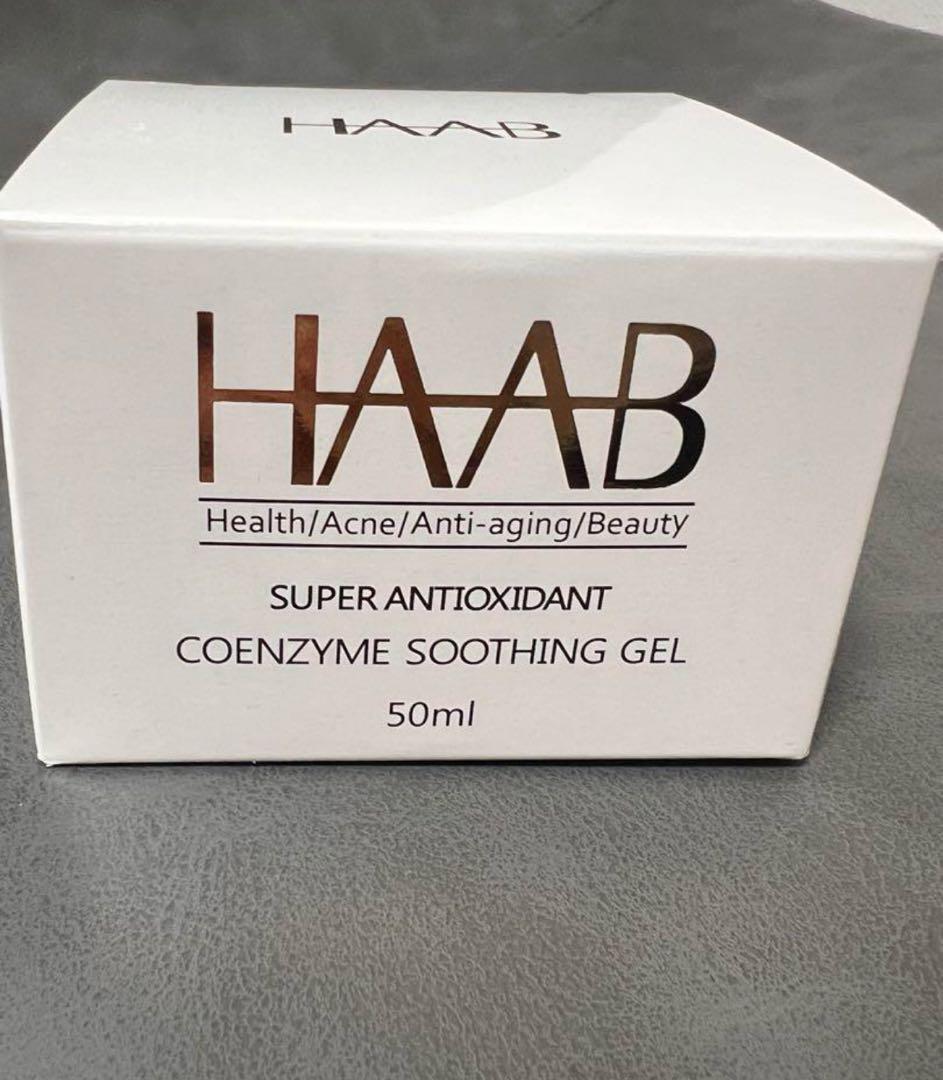 HAAB
HAAB
Health/Acne/Anti-aging/Beauty
SUPER ANTIOXIDANT
COENZYME SOOTHING GEL
50ml